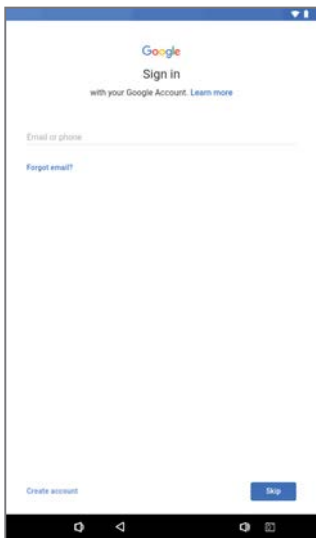 Google
Sign in
with your Google Account. Learn more
Email or phone
Forgot email?
Create account
Skip